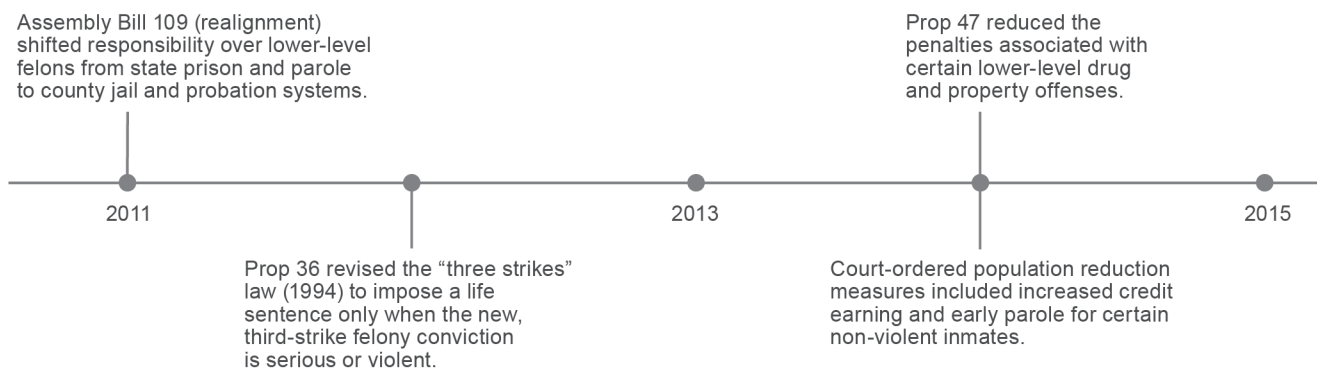 Assembly Bill 109 (realignment)
shifted responsibility over lower-level
felons from state prison and parole
to county jail and probation systems.
Prop 47 reduced the
penalties associated with
certain lower-level drug
and property offenses.
2011
2013
2015
Prop 36 revised the “three strikes”
law (1994) to impose a life
sentence only when the new,
third-strike felony conviction
is serious or violent.
Court-ordered population reduction
measures included increased credit
earning and early parole for certain
non-violent inmates.